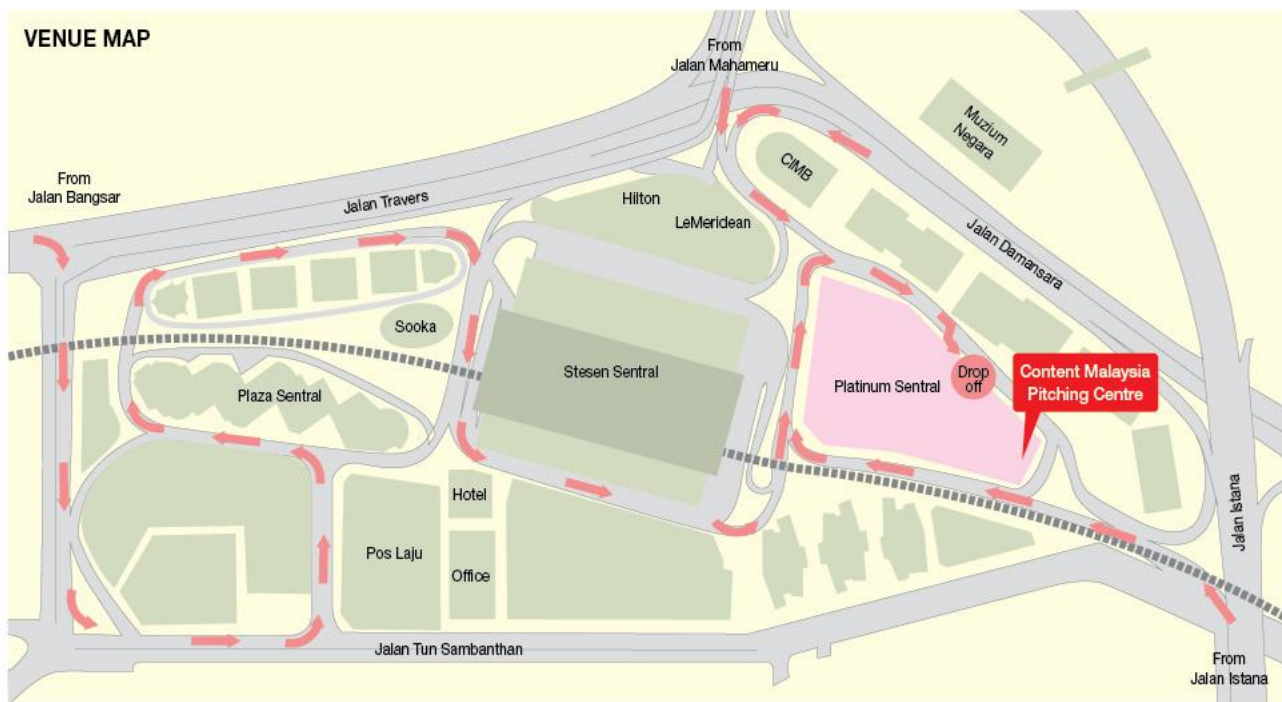 VENUE MAP
From
Jalan Mahameru
Muzium
Negara
CIMB
From
Jalan Bangsar
Jalan Travers
Hilton
LeMeridean
Jalan Damansara
Sooka
Stesen Sentral
Platinum Sentral
Drop
off
Content Malaysia
Pitching Centre
Plaza Sentral
Hotel
Pos Laju
Office
Jalan Istana
Jalan Tun Sambanthan
From
Jalan Istana